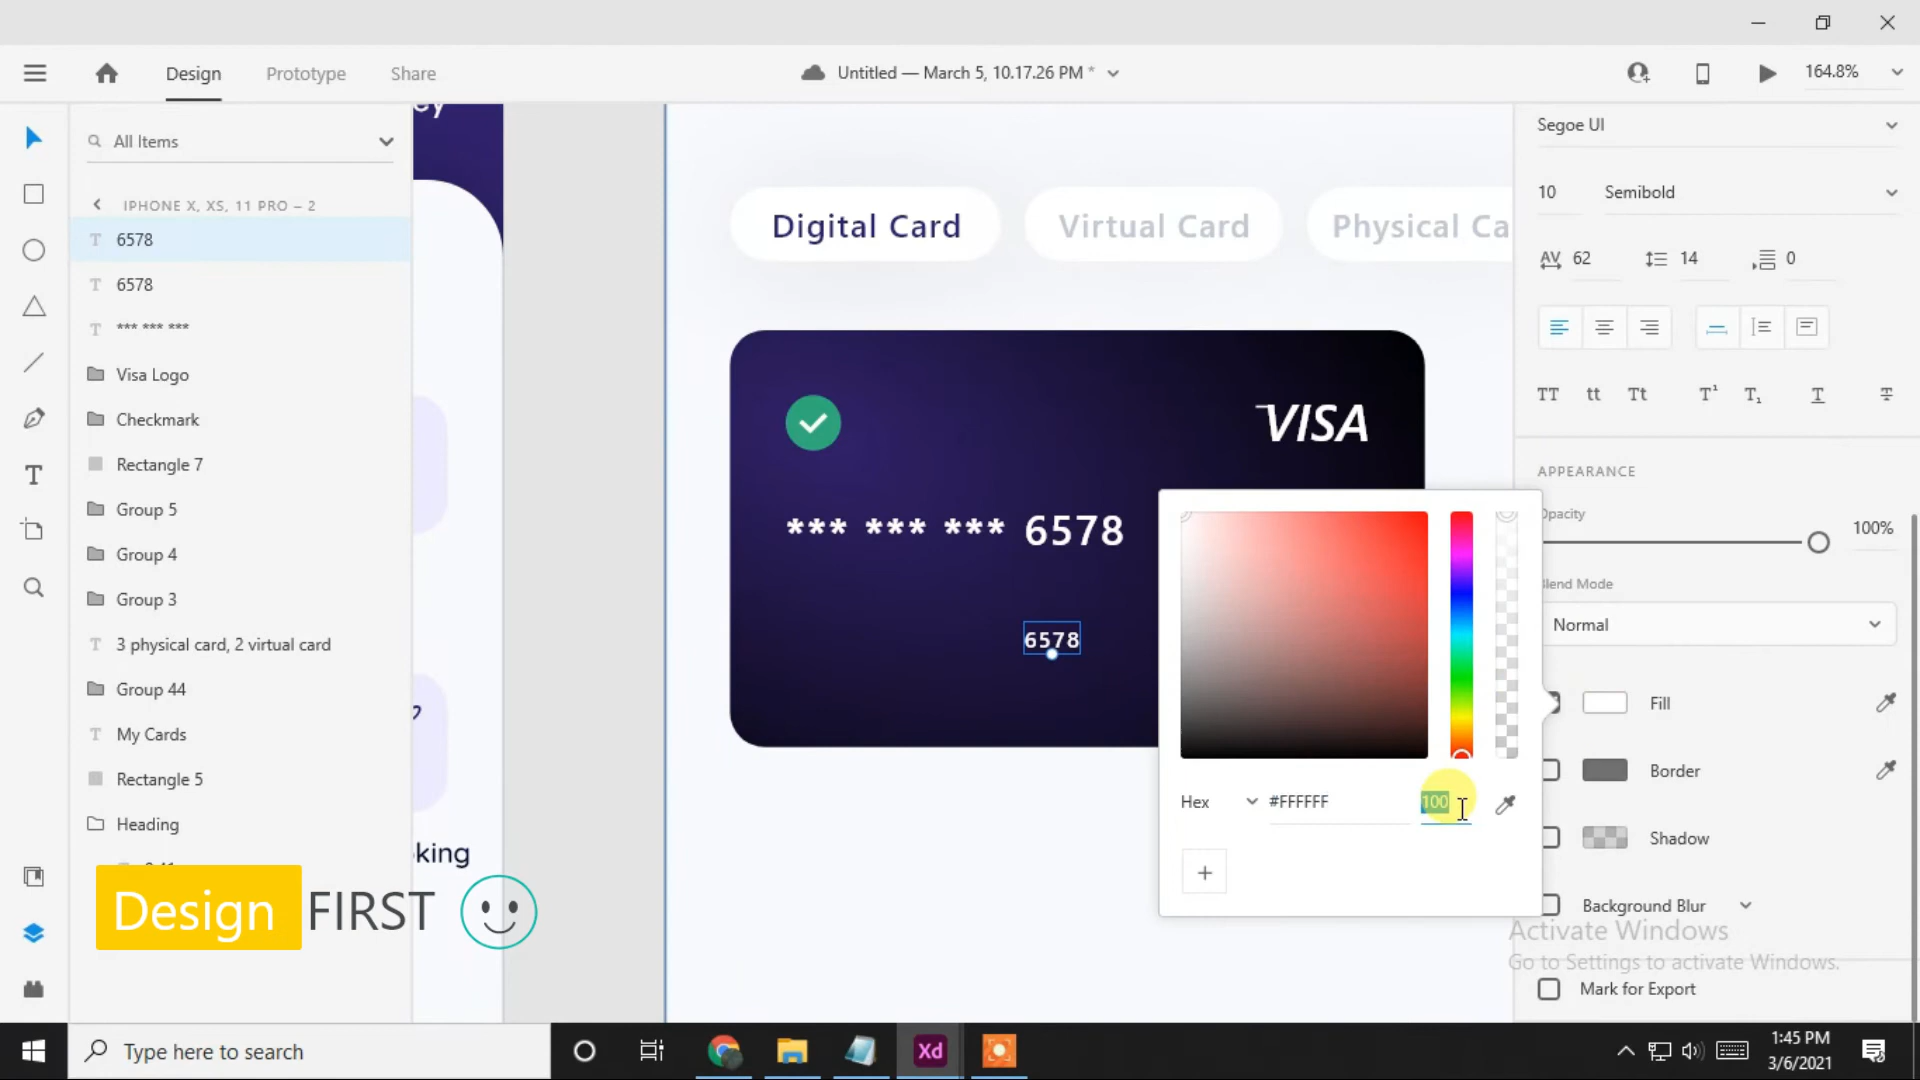 Design
Prototype
Share
Untitled — March 5, 10.17.26 PM *
164.8%
All Items
IPHONE X, XS, 11 PRO – 2
T 6578
T 6578
T *** *** ***
Visa Logo
Checkmark
Rectangle 7
Group 5
Group 4
Group 3
T 3 physical card, 2 virtual card
Group 44
T My Cards
Rectangle 5
Heading
Digital Card
Virtual Card
Physical Ca
VISA
*** *** *** 6578
6578
Hex
#FFFFFF
100
+
king
Segoe UI
10
Semibold
AV 62
14
0
TT tt Tt T¹ T₁ T T
APPEARANCE
Opacity
100%
Blend Mode
Normal
Fill
Border
Shadow
Background Blur
Activate Windows
Go to Settings to activate Windows.
Mark for Export
Design FIRST
Type here to search
Xd
1:45 PM
3/6/2021